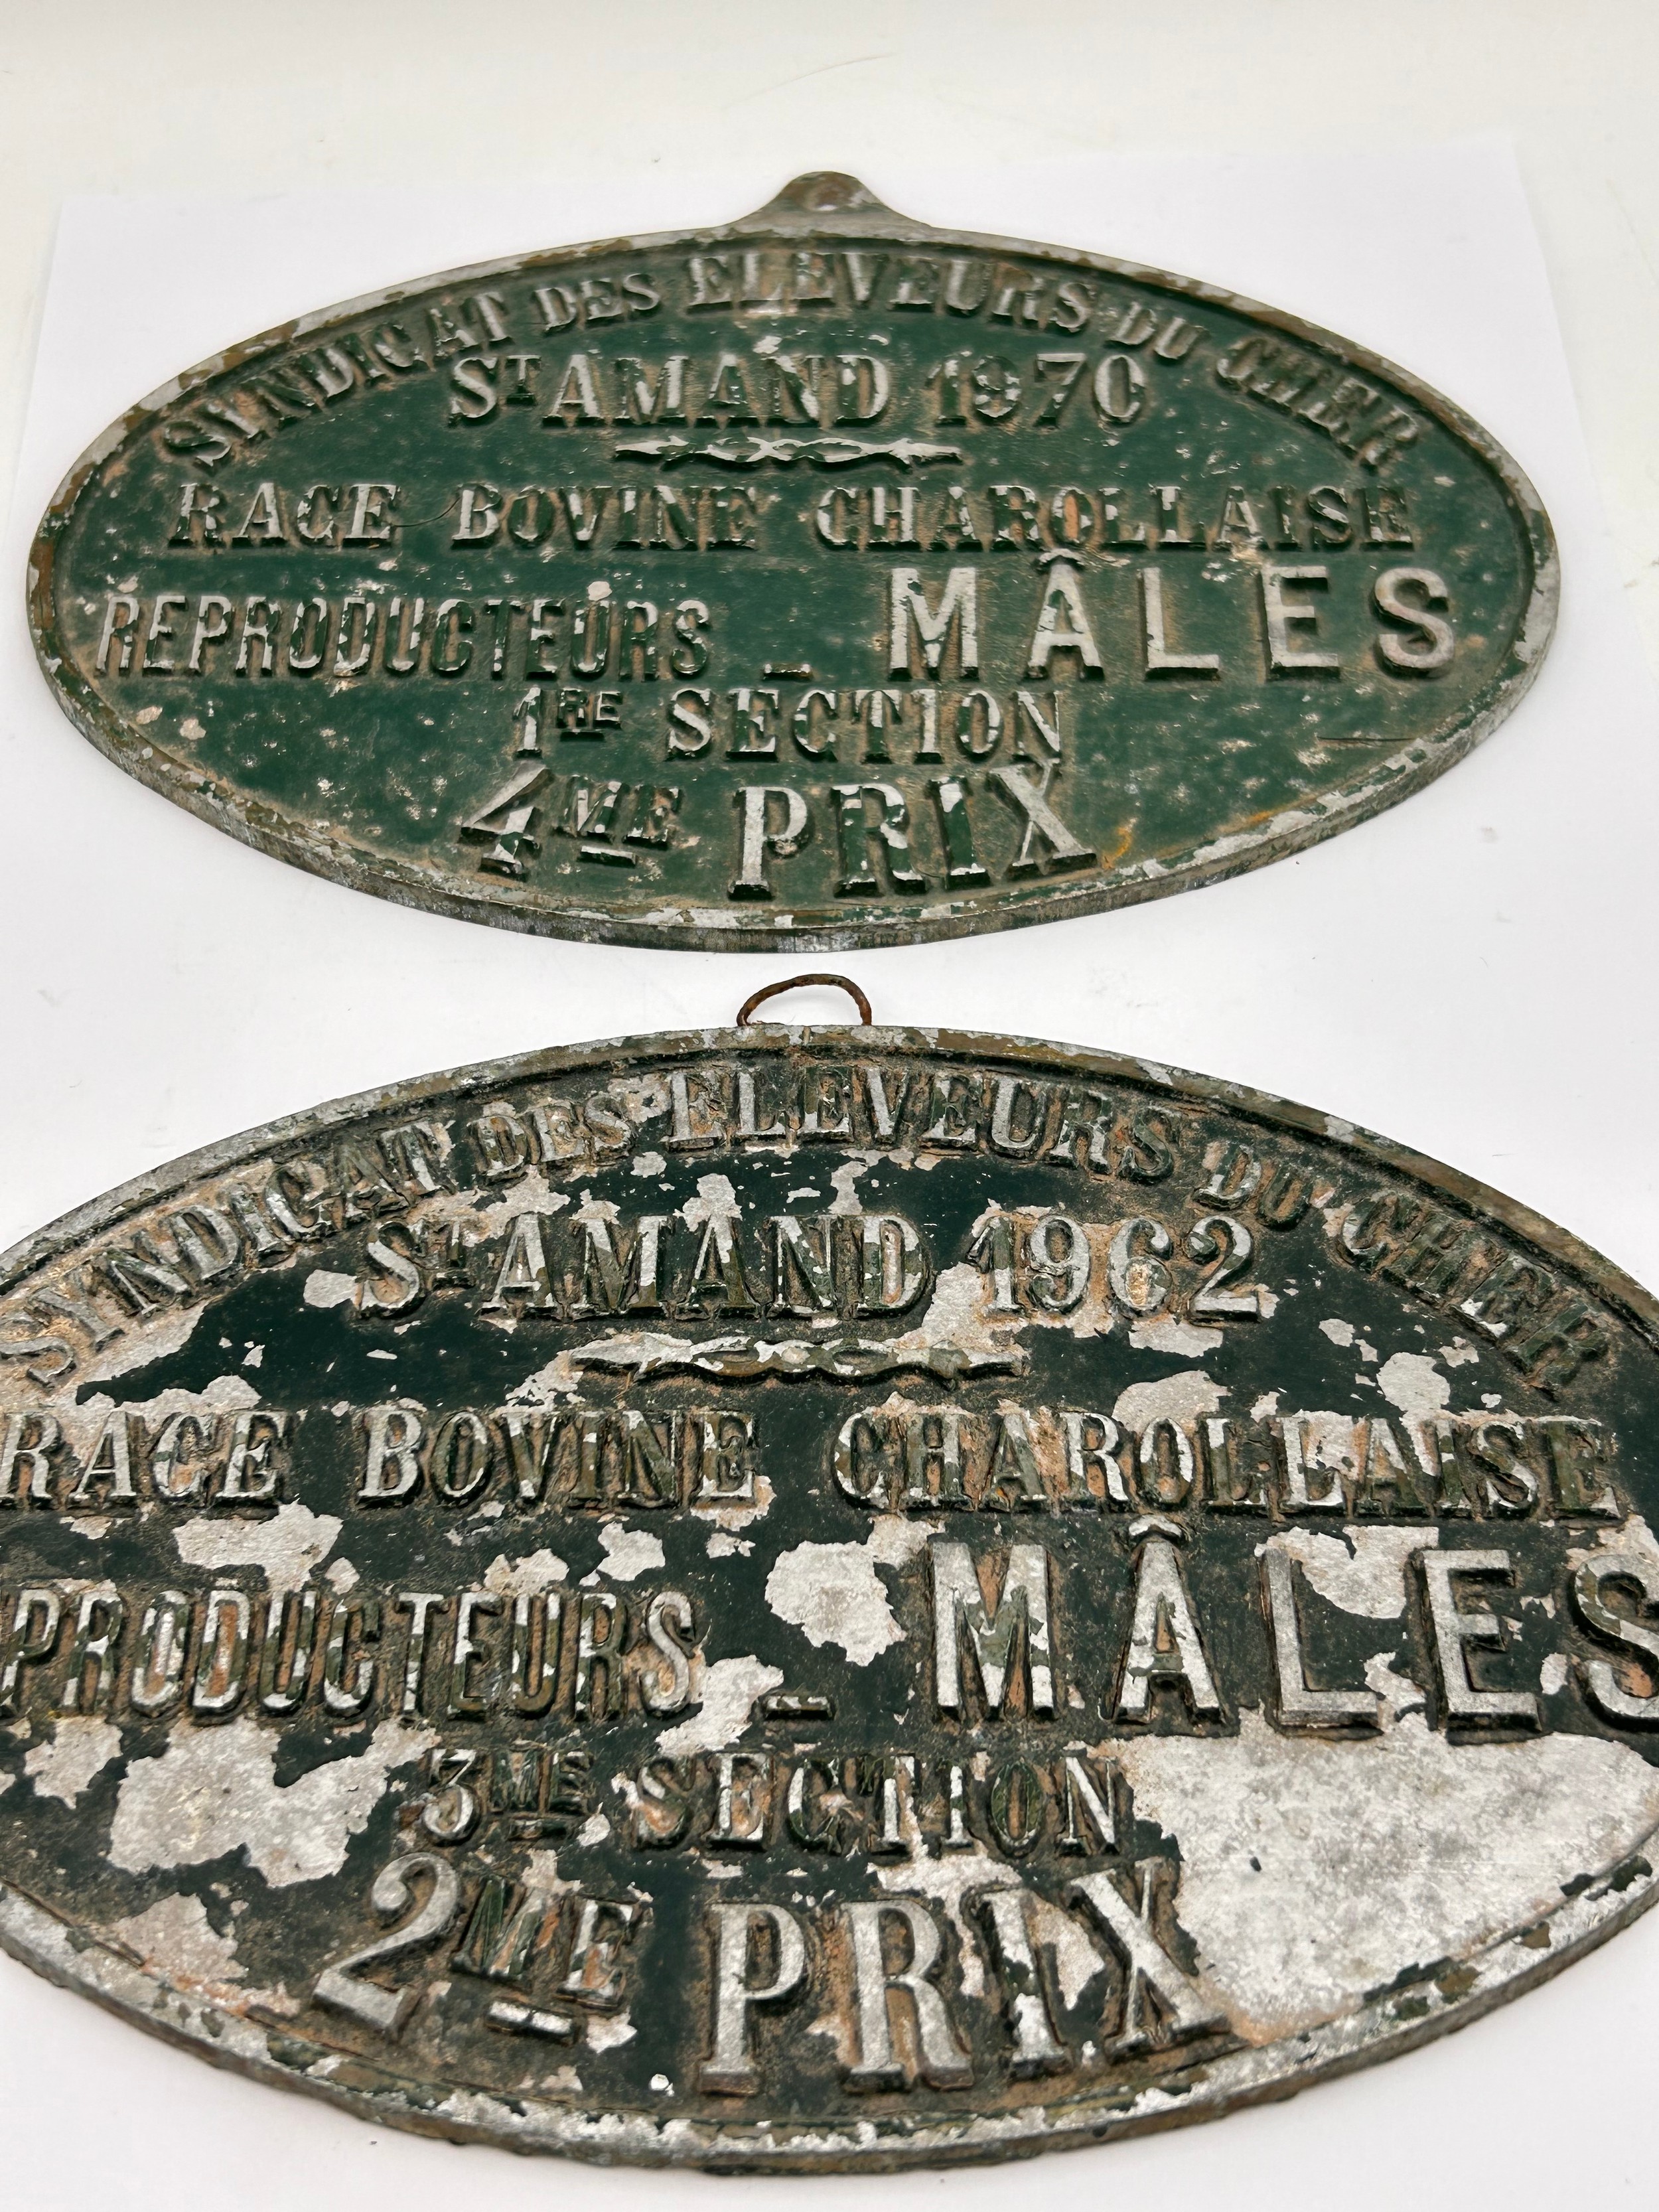 SYNDICAT DES ELEVEURS DU CHER
ST AMAND 1970
RACE BOVINE CHAROLLAISE
REPRODUCTEURS _ MÂLES
1RE SECTION
4ME PRIX
SYNDICAT DES ELEVEURS DU CHER
ST AMAND 1962
RACE BOVINE CHAROLLAISE
PRODUCTEURS _ MÂLES
3ME SECTION
2ME PRIX